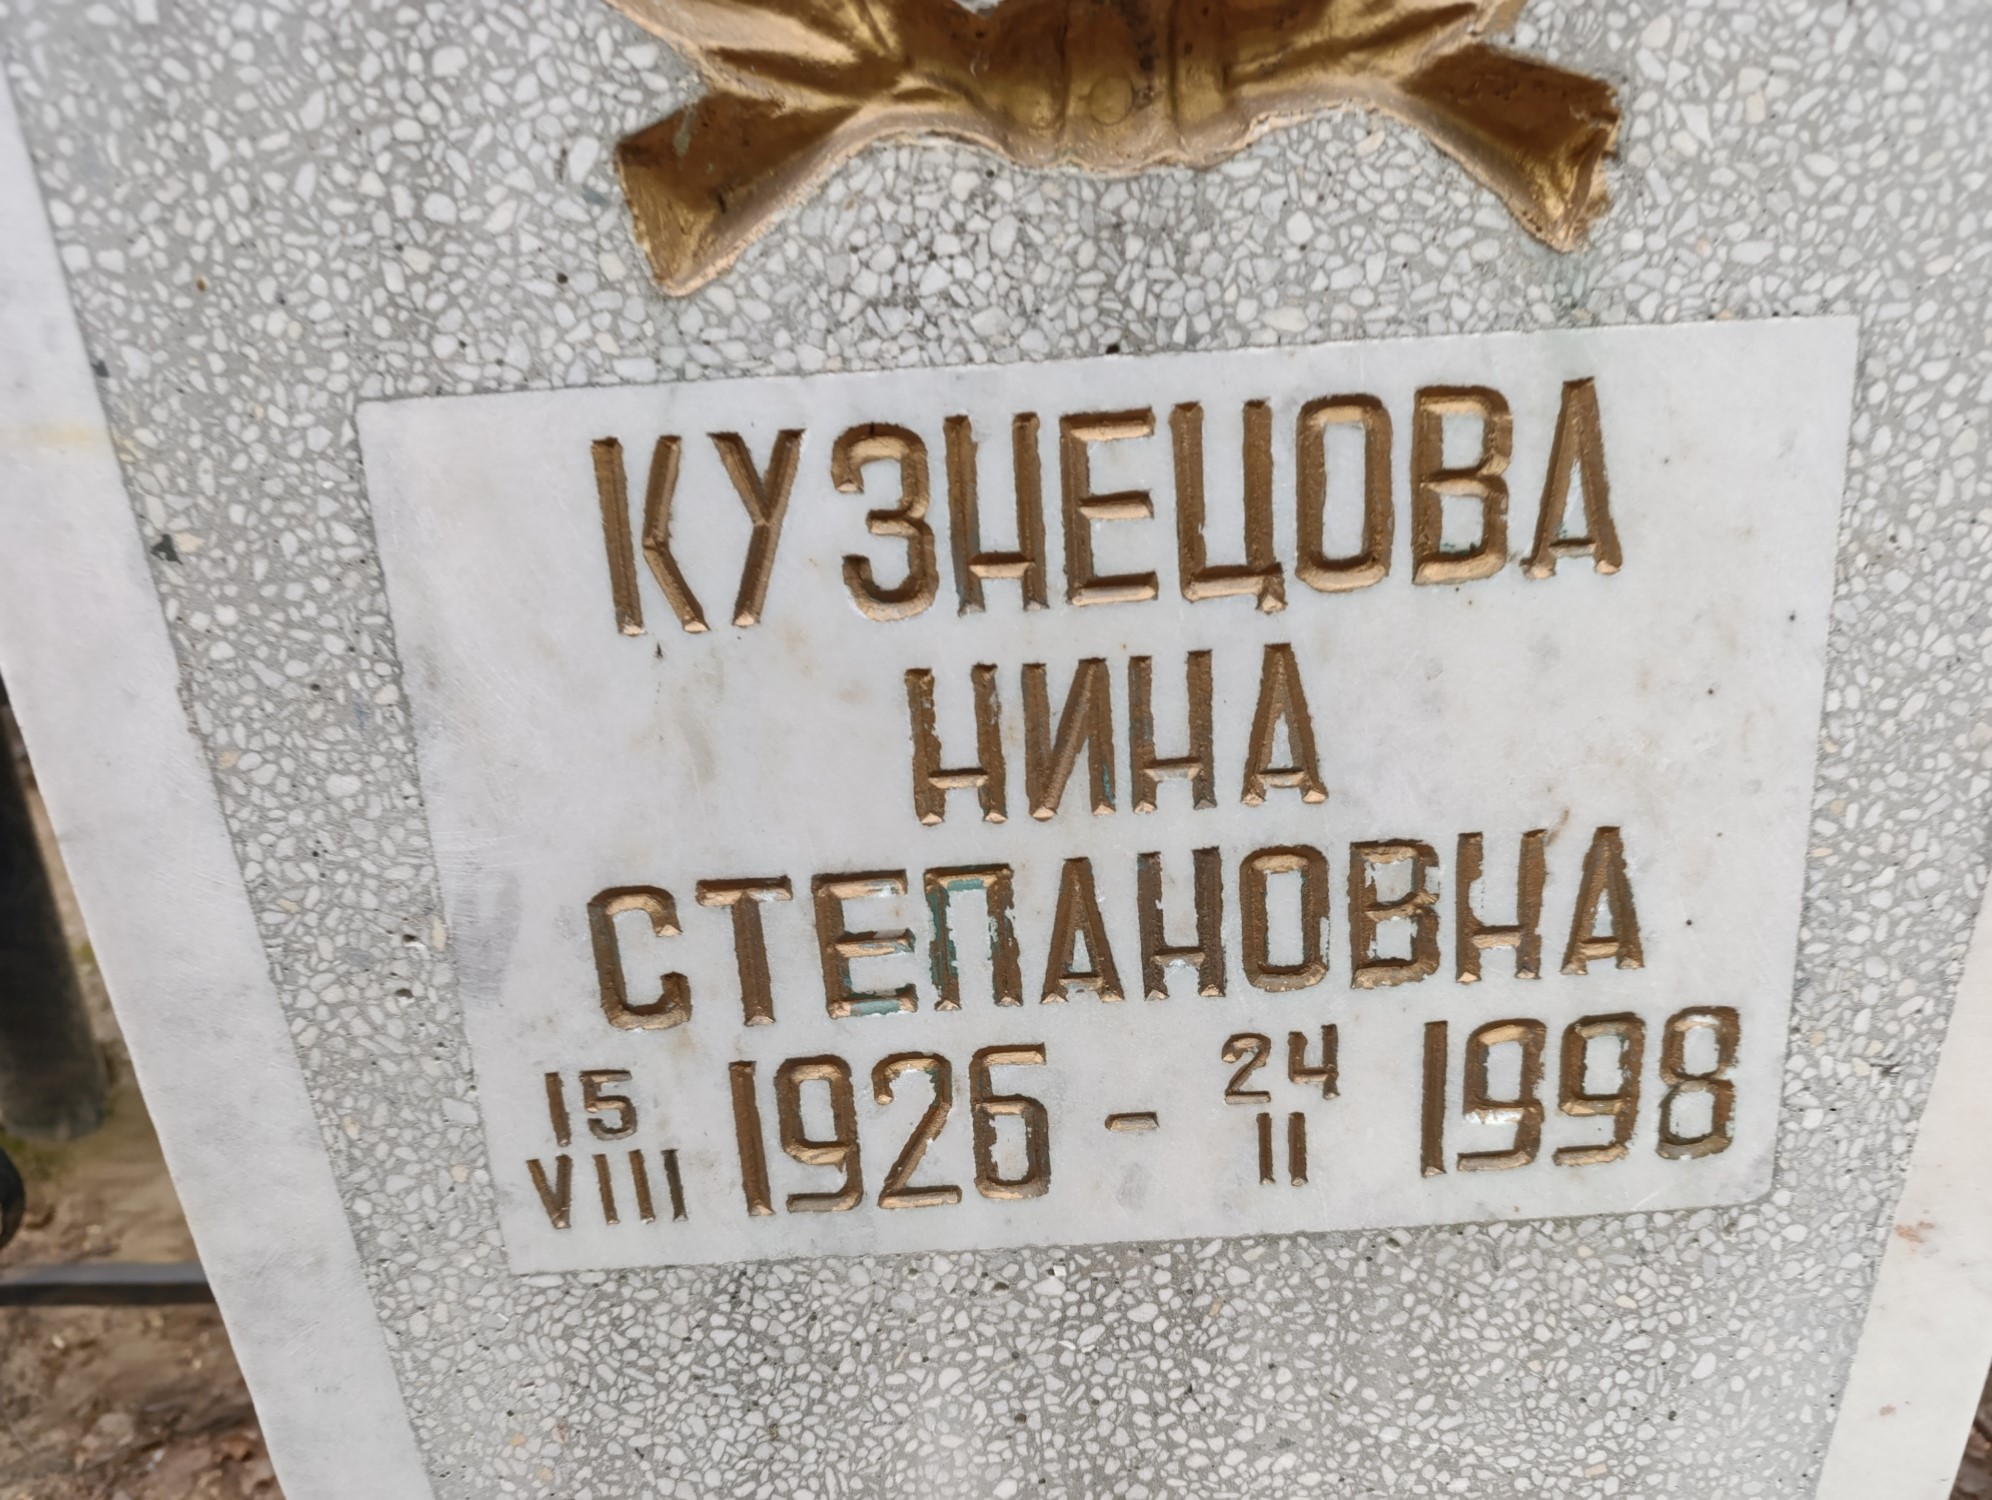 КУЗНЕЦОВА
НИНА
СТЕПАНОВНА
15 VIII 1926 - 24 II 1998